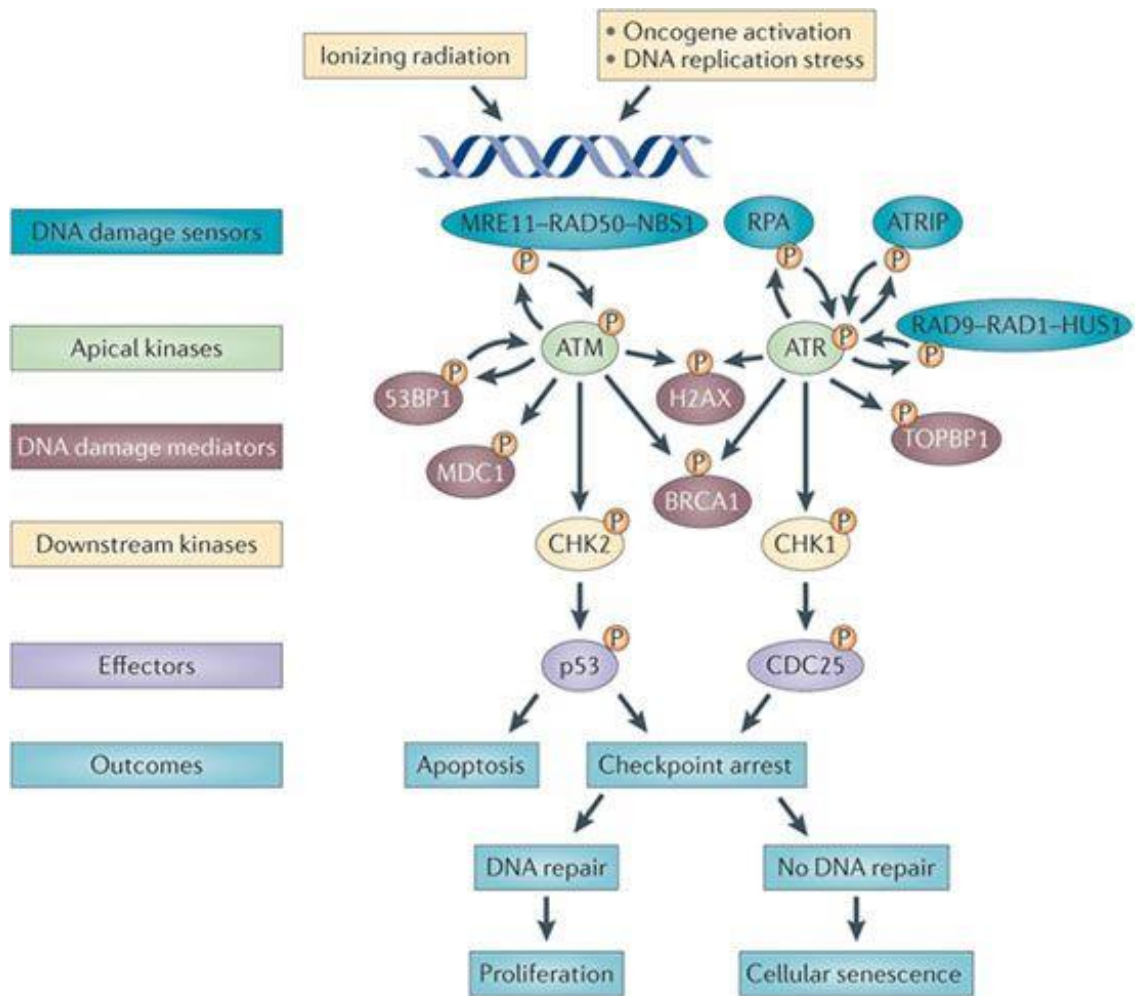 Ionizing radiation
• Oncogene activation
• DNA replication stress
DNA damage sensors
MRE11–RAD50–NBS1
P
RPA
P
ATRIP
P
RAD9–RAD1–HUS1
P
Apical kinases
ATM
P
ATR
P
53BP1
P
H2AX
P
DNA damage mediators
MDC1
P
BRCA1
P
TOPBP1
P
Downstream kinases
CHK2
P
CHK1
P
Effectors
p53
P
CDC25
P
Outcomes
Apoptosis
Checkpoint arrest
DNA repair
No DNA repair
Proliferation
Cellular senescence